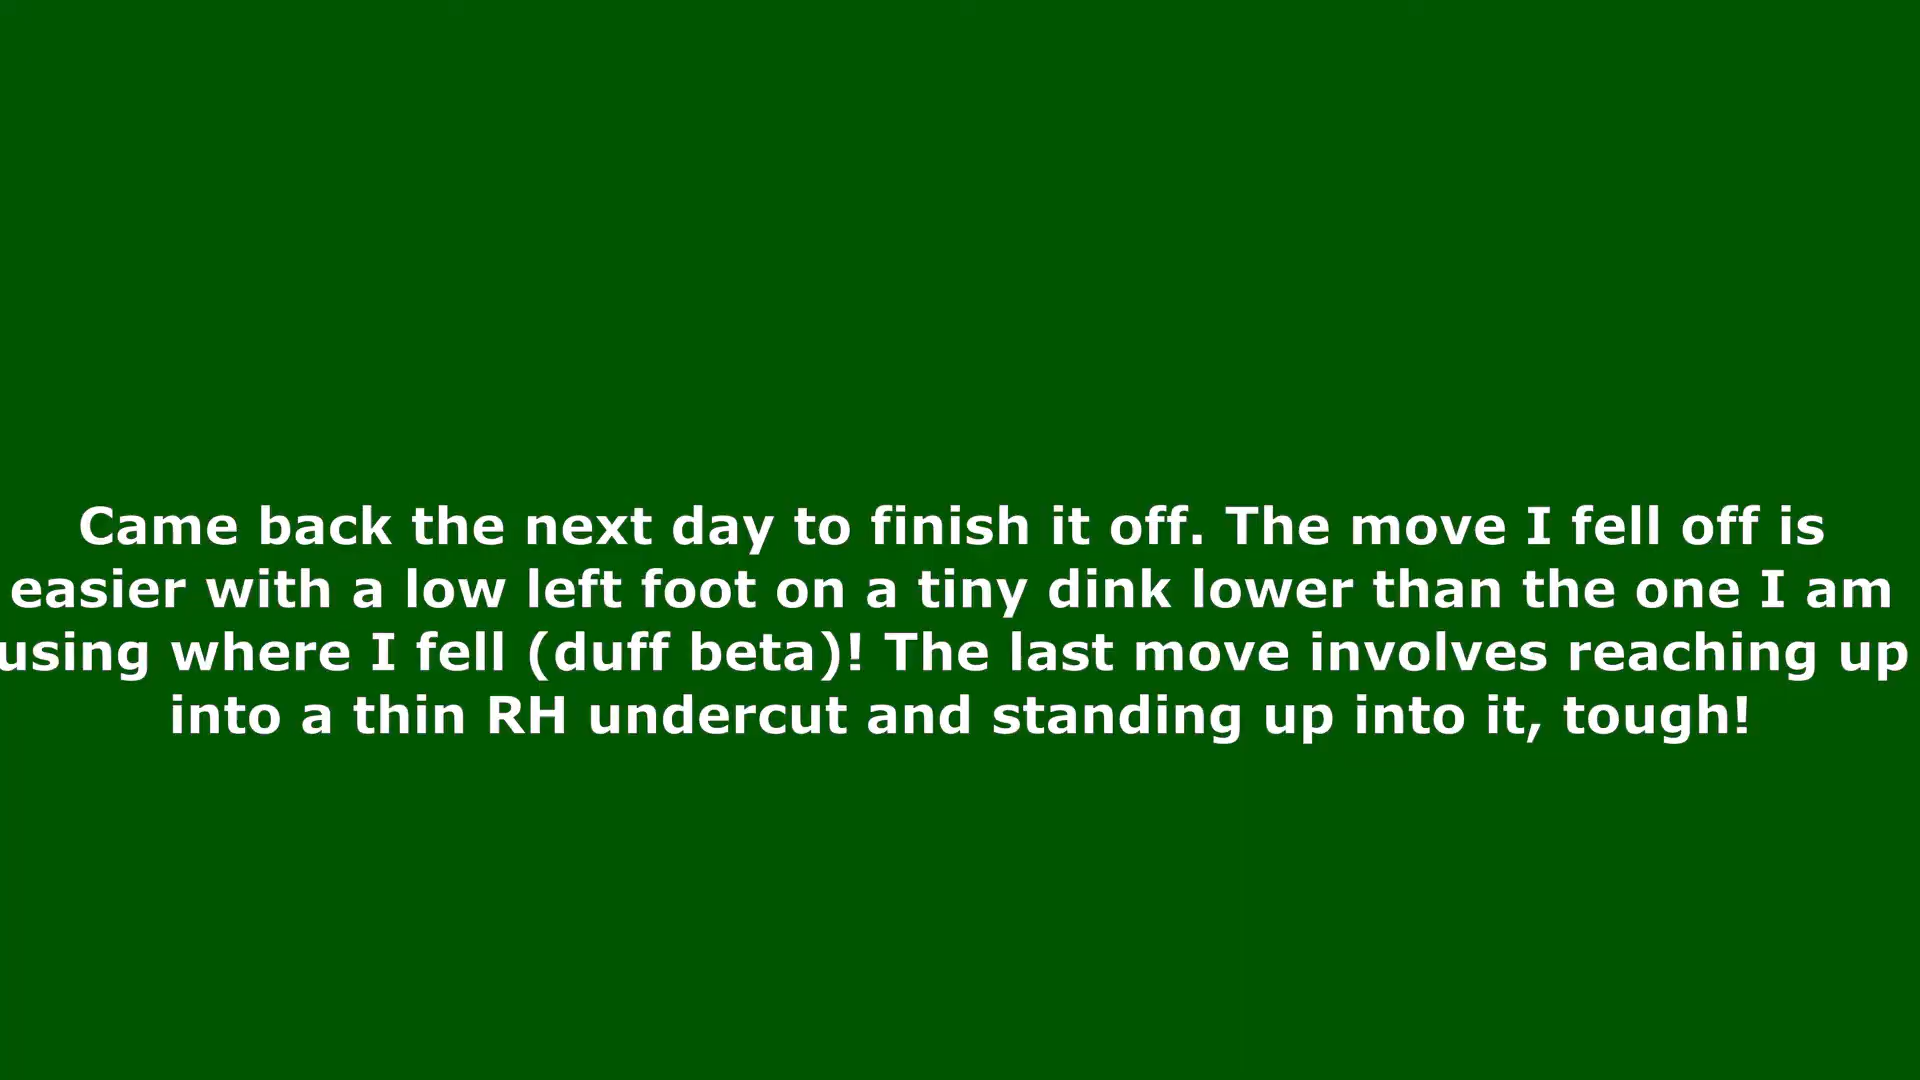 Came back the next day to finish it off. The move I fell off is
easier with a low left foot on a tiny dink lower than the one I am
using where I fell (duff beta)! The last move involves reaching up
into a thin RH undercut and standing up into it, tough!